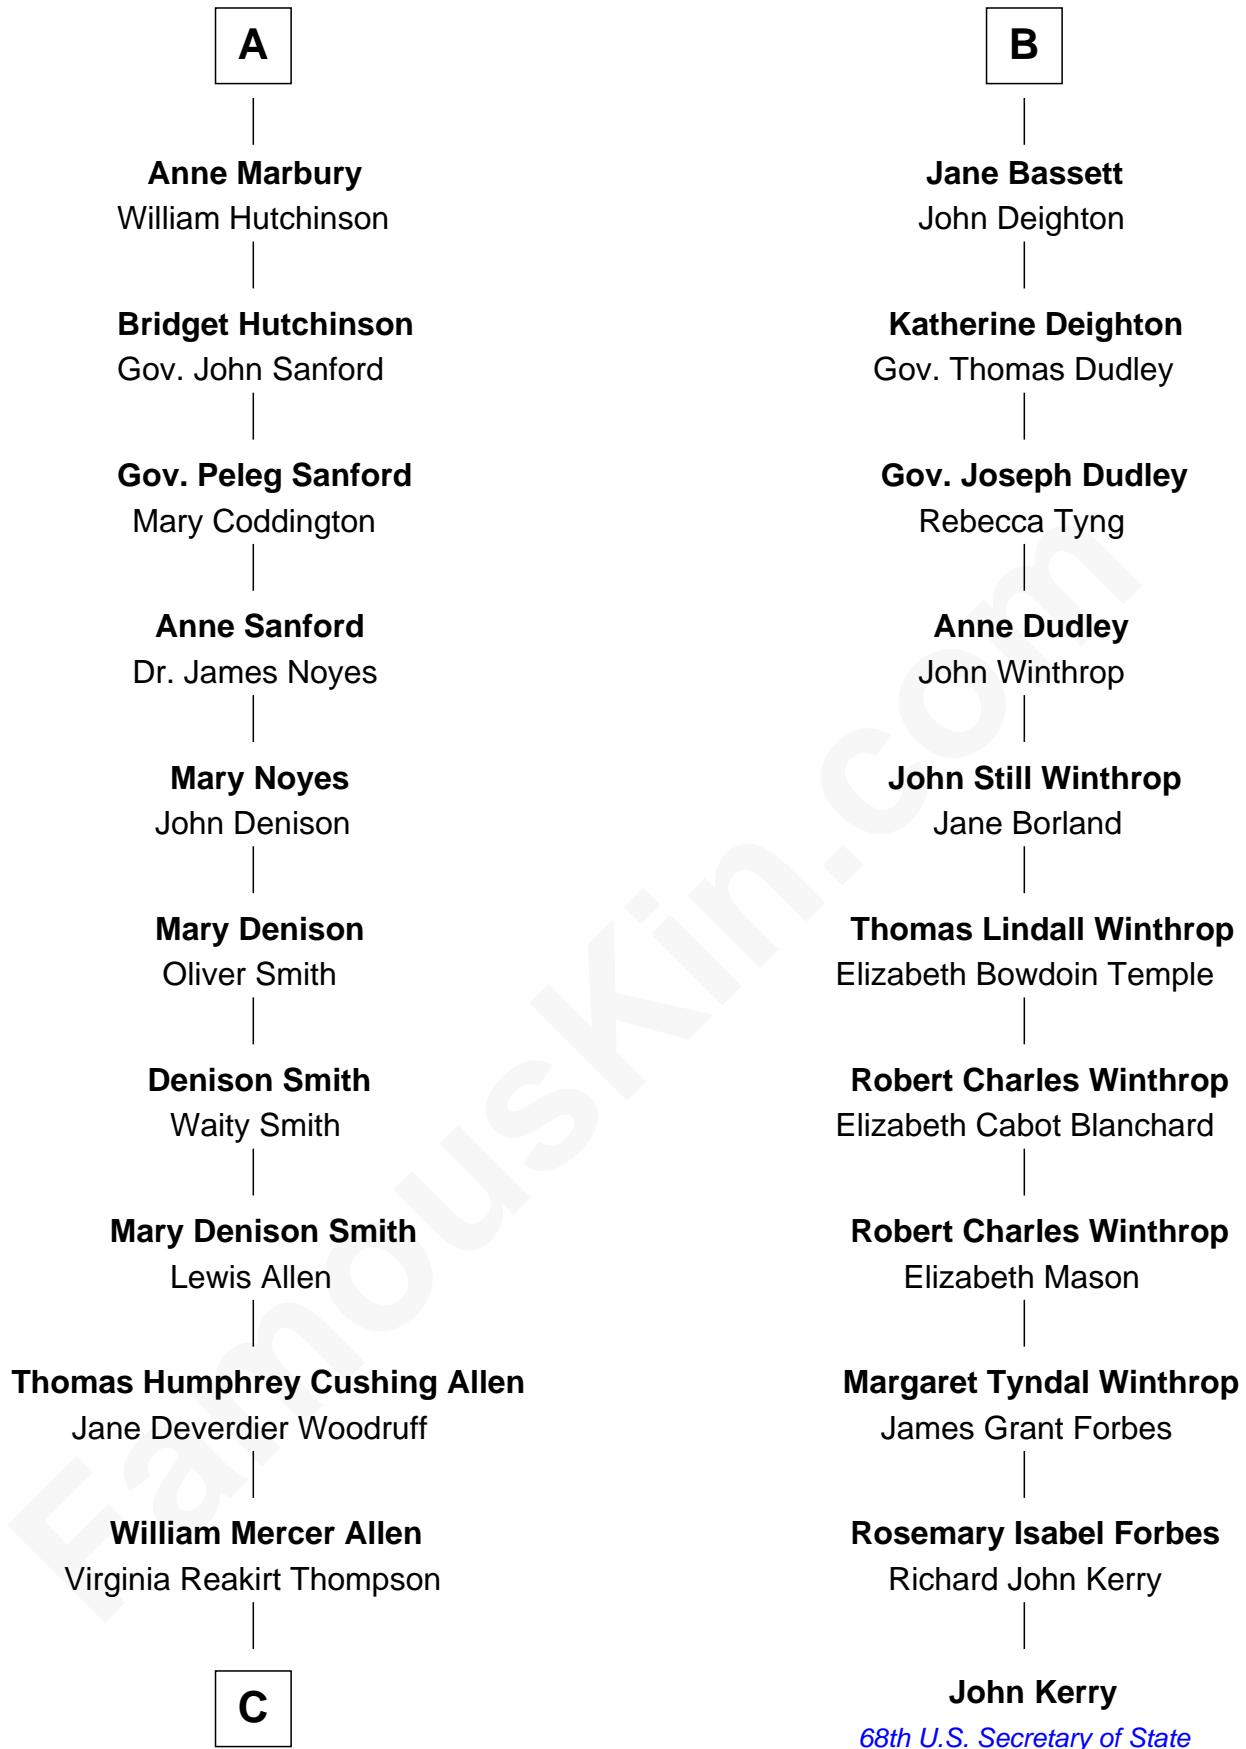 A
Anne Marbury
William Hutchinson
Bridget Hutchinson
Gov. John Sanford
Gov. Peleg Sanford
Mary Coddington
Anne Sanford
Dr. James Noyes
Mary Noyes
John Denison
Mary Denison
Oliver Smith
Denison Smith
Waity Smith
Mary Denison Smith
Lewis Allen
Thomas Humphrey Cushing Allen
Jane Deverdier Woodruff
William Mercer Allen
Virginia Reakirt Thompson
C
B
Jane Bassett
John Deighton
Katherine Deighton
Gov. Thomas Dudley
Gov. Joseph Dudley
Rebecca Tyng
Anne Dudley
John Winthrop
John Still Winthrop
Jane Borland
Thomas Lindall Winthrop
Elizabeth Bowdoin Temple
Robert Charles Winthrop
Elizabeth Cabot Blanchard
Robert Charles Winthrop
Elizabeth Mason
Margaret Tyndal Winthrop
James Grant Forbes
Rosemary Isabel Forbes
Richard John Kerry
John Kerry
68th U.S. Secretary of State
FamousKin.com